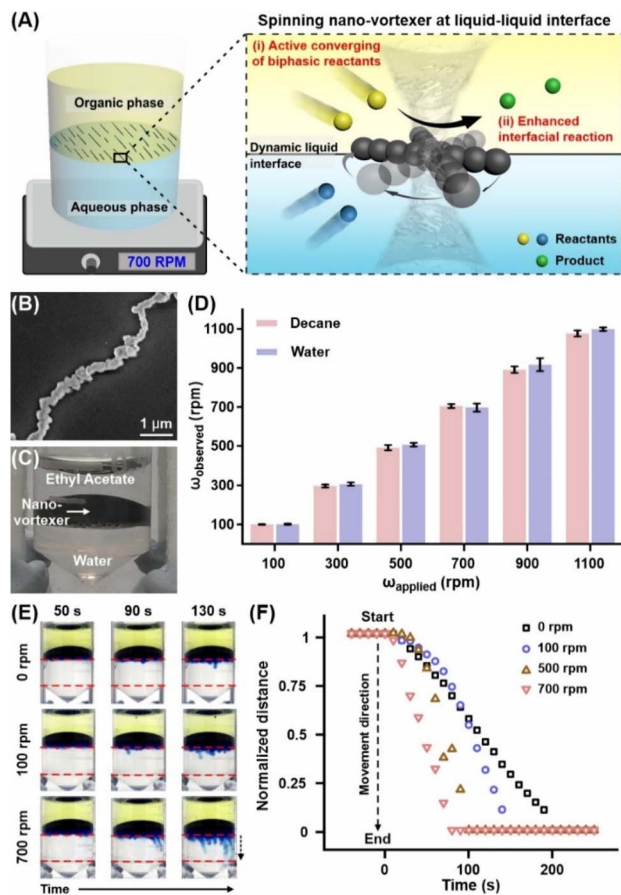 (A)
Spinning nano-vortexer at liquid-liquid interface
Organic phase
Aqueous phase
700 RPM
(i) Active converging
of biphasic reactants
(ii) Enhanced
interfacial reaction
Dynamic liquid
interface
Reactants
Product
(B)
1 μm
(C)
Ethyl Acetate
Nano-
vortexer
Water
(D)
Decane
Water
ω observed (rpm)
1100
900
700
500
300
100
100 300 500 700 900 1100
ω applied (rpm)
(E)
50 s 90 s 130 s
0 rpm
100 rpm
700 rpm
Time
(F)
Start
0 rpm
100 rpm
500 rpm
700 rpm
Normalized distance
1
0.75
0.5
0.25
0
Movement direction
End
0 100 200
Time (s)